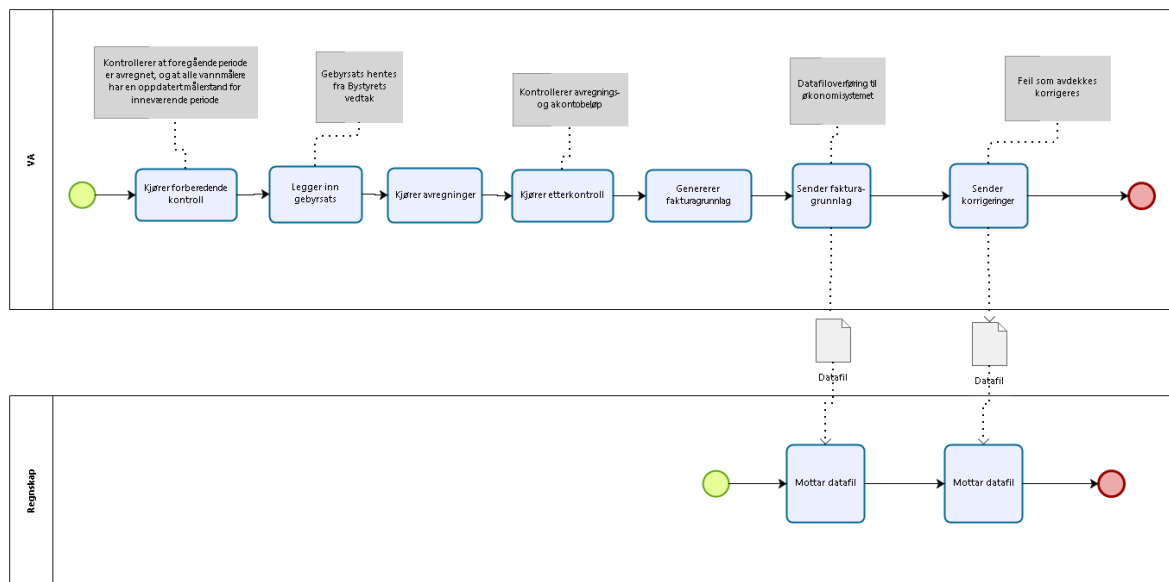 VA
Kontrollerer at foregående periode
er avregnet, og at alle vannmålere
har en oppdatert målerstand for
inneværende periode
Gebyrsats hentes
fra Bystyrets
vedtak
Kontrollerer avregnings-
og akontobeløp
Datafiloverføring til
økonomisystemet
Feil som avdekkes
korrigeres
Kjører forberedende
kontroll
Legger inn
gebyrsats
Kjører avregninger
Kjører etterkontroll
Genererer
fakturagrunnlag
Sender faktura-
grunnlag
Sender
korrigeringer
Datafil
Datafil
Regnskap
Mottar datafil
Mottar datafil